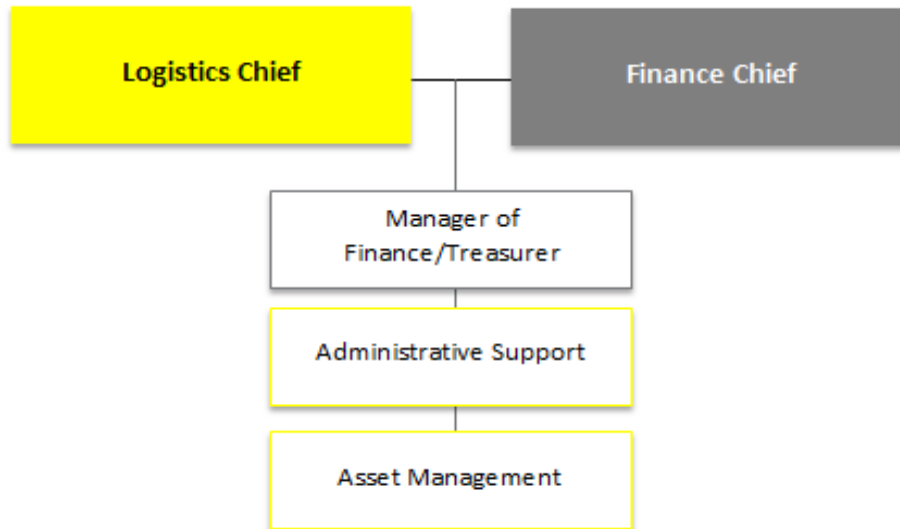 Logistics Chief
Finance Chief
Manager of
Finance/Treasurer
Administrative Support
Asset Management